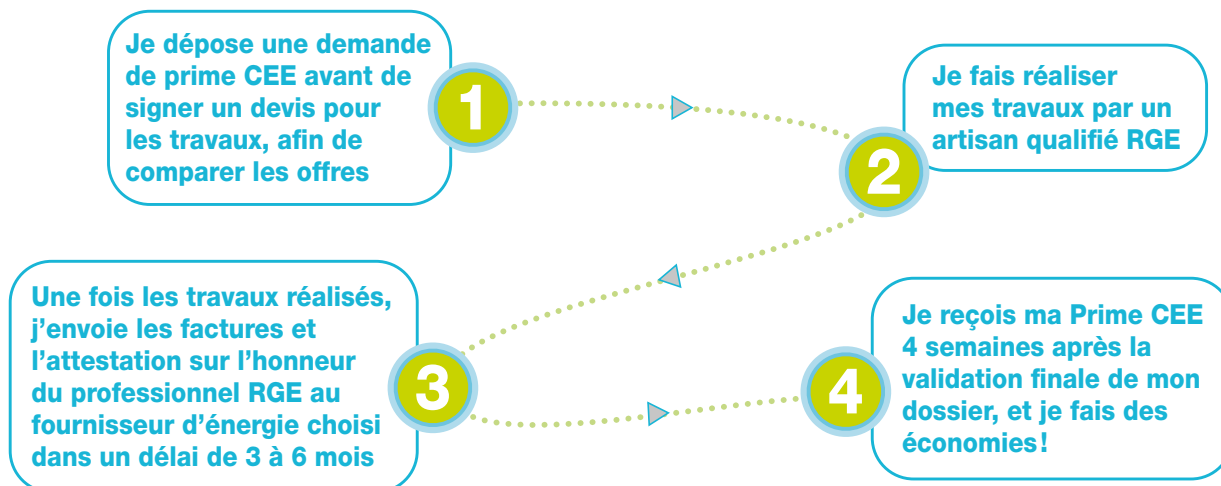 Je dépose une demande
de prime CEE avant de
signer un devis pour
les travaux, afin de
comparer les offres
1
Je fais réaliser
mes travaux par un
artisan qualifié RGE
2
Une fois les travaux réalisés,
j’envoie les factures et
l’attestation sur l’honneur
du professionnel RGE au
fournisseur d’énergie choisi
dans un délai de 3 à 6 mois
3
Je reçois ma Prime CEE
4 semaines après la
validation finale de mon
dossier, et je fais des
économies!
4